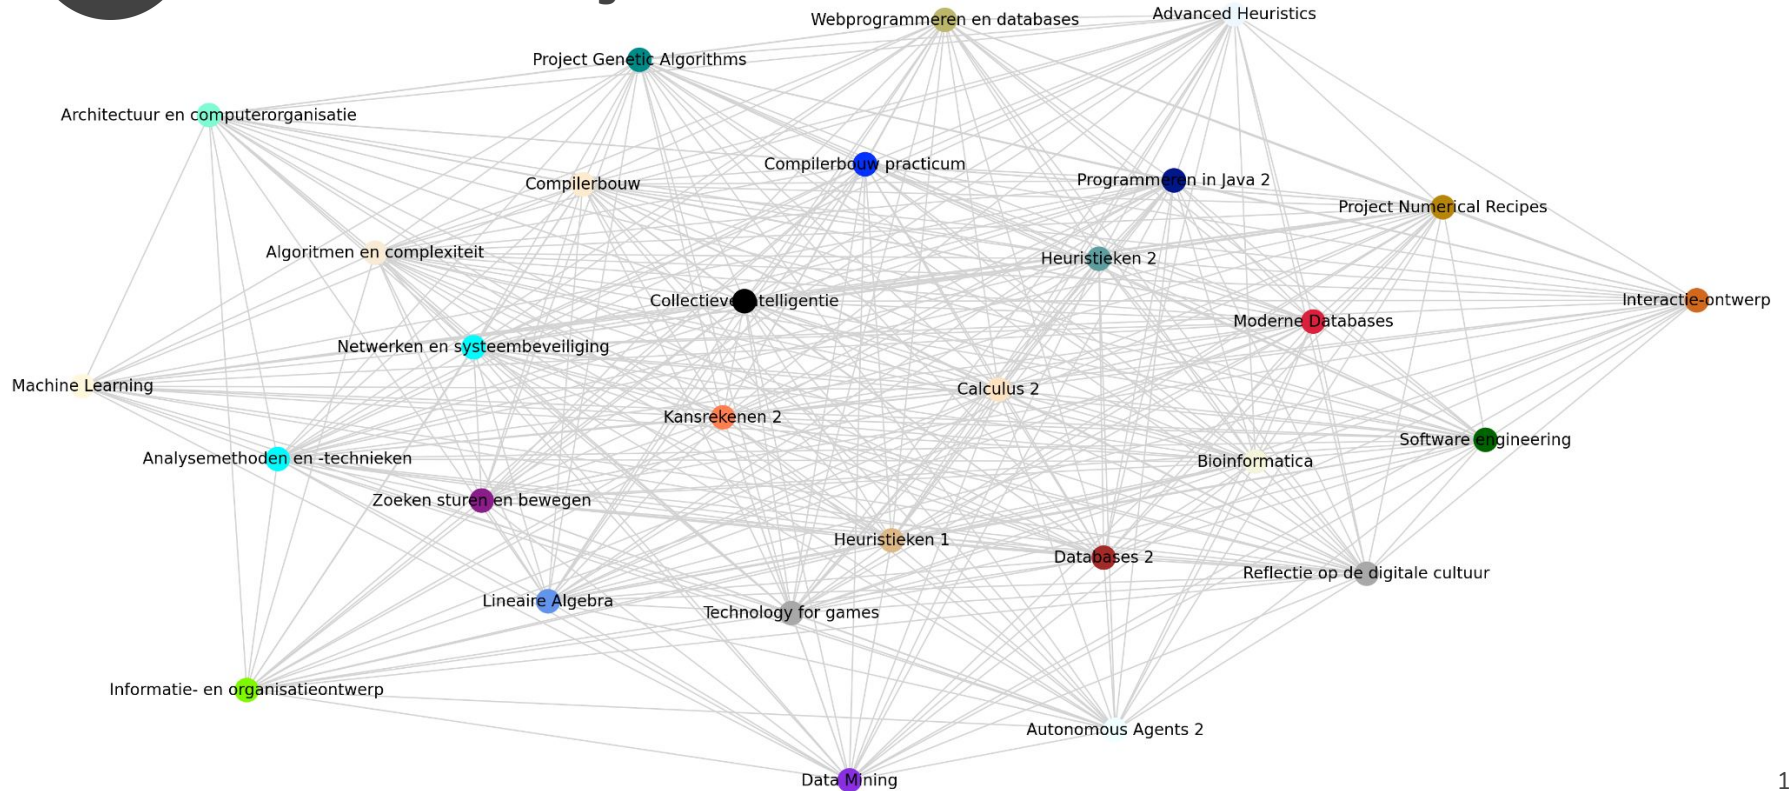 Webprogrammeren en databases
Advanced Heuristics
Project Genetic Algorithms
Architectuur en computerorganisatie
Compilerbouw practicum
Compilerbouw
Programmeren in Java 2
Project Numerical Recipes
Algoritmen en complexiteit
Heuristieken 2
Collectieve intelligentie
Interactie-ontwerp
Moderne Databases
Netwerken en systeembeveiliging
Machine Learning
Calculus 2
Kansrekenen 2
Software engineering
Analysemethoden en -technieken
Bioinformatica
Zoeken sturen en bewegen
Heuristieken 1
Databases 2
Reflectie op de digitale cultuur
Lineaire Algebra
Technology for games
Informatie- en organisatieontwerp
Autonomous Agents 2
Data Mining
1